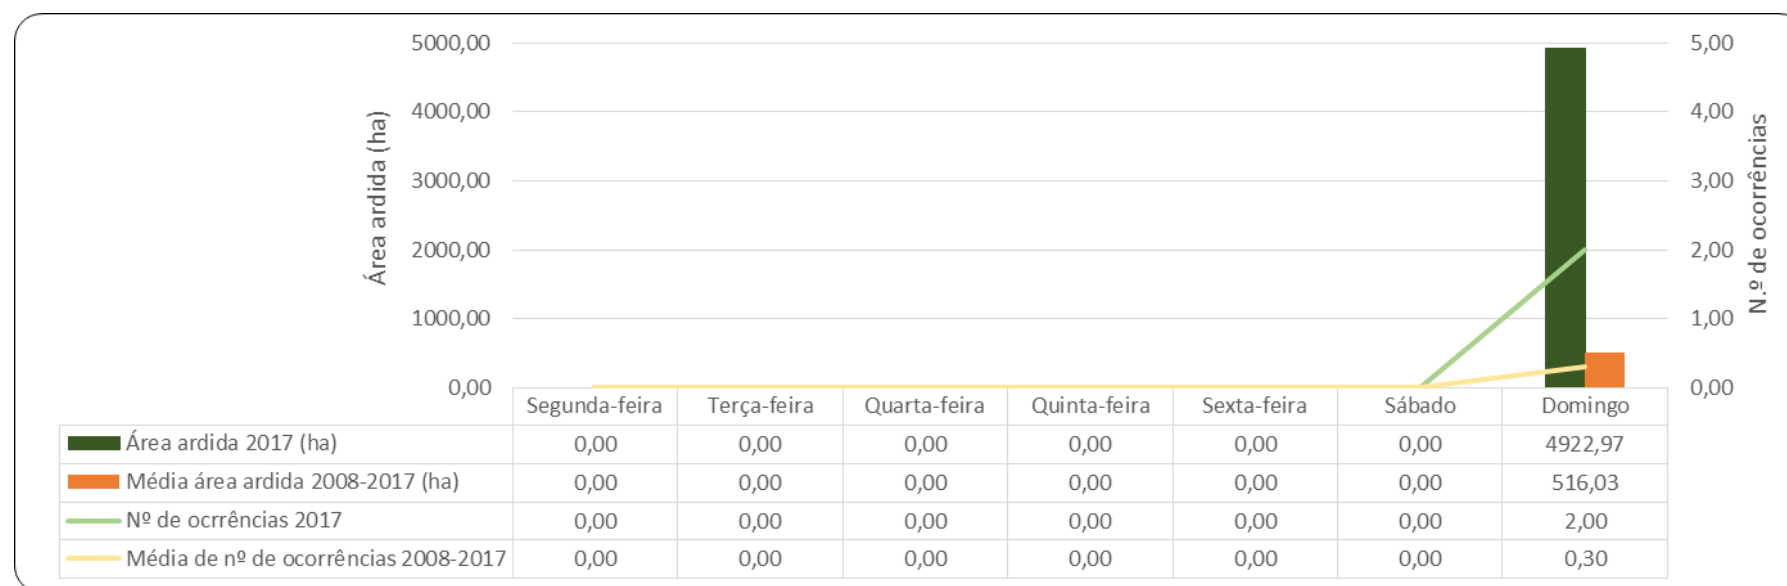 5000,00
4000,00
3000,00
2000,00
1000,00
0,00
Área ardida (ha)
5,00
4,00
3,00
2,00
1,00
0,00
N.º de ocorrências
Segunda-feira Terça-feira Quarta-feira Quinta-feira Sexta-feira Sábado Domingo
Área ardida 2017 (ha) 0,00 0,00 0,00 0,00 0,00 0,00 4922,97
Média área ardida 2008-2017 (ha) 0,00 0,00 0,00 0,00 0,00 0,00 516,03
Nº de ocrrências 2017 0,00 0,00 0,00 0,00 0,00 0,00 2,00
Média de nº de ocorrências 2008-2017 0,00 0,00 0,00 0,00 0,00 0,00 0,30